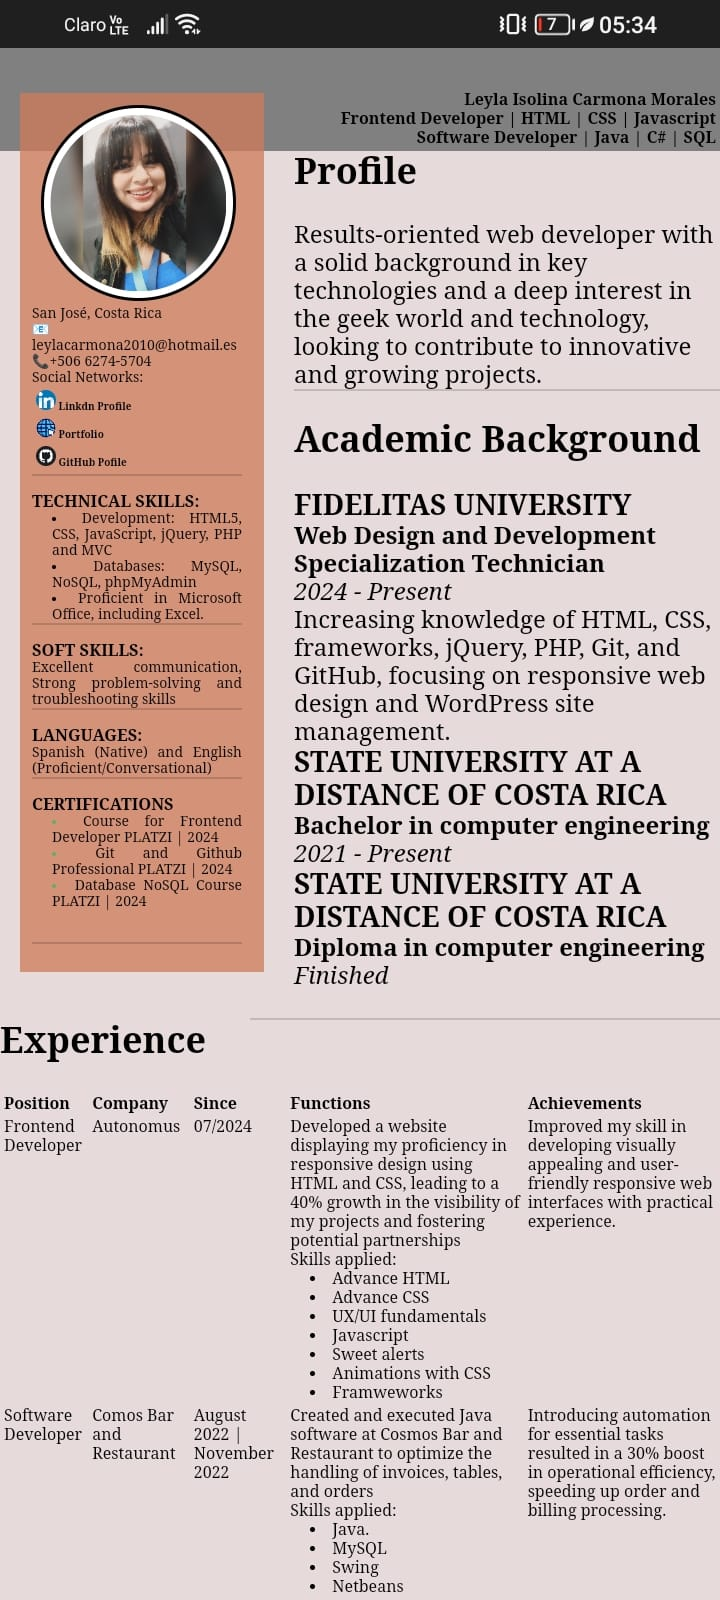 Claro Vo LTE 7 05:34
Leyla Isolina Carmona Morales
Frontend Developer | HTML | CSS | Javascript
Software Developer | Java | C# | SQL
San José, Costa Rica
leylacarmona2010@hotmail.es
+506 6274-5704
Social Networks:
Linkdn Profile
Portfolio
GitHub Pofile
TECHNICAL SKILLS:
• Development: HTML5,
CSS, JavaScript, jQuery, PHP
and MVC
• Databases: MySQL,
NoSQL, phpMyAdmin
• Proficient in Microsoft
Office, including Excel.
SOFT SKILLS:
Excellent communication,
Strong problem-solving and
troubleshooting skills
LANGUAGES:
Spanish (Native) and English
(Proficient/Conversational)
CERTIFICATIONS
• Course for Frontend
Developer PLATZI | 2024
• Git and Github
Professional PLATZI | 2024
• Database NoSQL Course
PLATZI | 2024
Profile
Results-oriented web developer with
a solid background in key
technologies and a deep interest in
the geek world and technology,
looking to contribute to innovative
and growing projects.
Academic Background
FIDELITAS UNIVERSITY
Web Design and Development
Specialization Technician
2024 - Present
Increasing knowledge of HTML, CSS,
frameworks, jQuery, PHP, Git, and
GitHub, focusing on responsive web
design and WordPress site
management.
STATE UNIVERSITY AT A
DISTANCE OF COSTA RICA
Bachelor in computer engineering
2021 - Present
STATE UNIVERSITY AT A
DISTANCE OF COSTA RICA
Diploma in computer engineering
Finished
Experience
Position Company Since Functions Achievements
Frontend
Developer
Autonomus
07/2024
Developed a website
displaying my proficiency in
responsive design using
HTML and CSS, leading to a
40% growth in the visibility of
my projects and fostering
potential partnerships
Skills applied:
• Advance HTML
• Advance CSS
• UX/UI fundamentals
• Javascript
• Sweet alerts
• Animations with CSS
• Framweworks
Improved my skill in
developing visually
appealing and user-
friendly responsive web
interfaces with practical
experience.
Software
Developer
Comos Bar
and
Restaurant
August
2022 |
November
2022
Created and executed Java
software at Cosmos Bar and
Restaurant to optimize the
handling of invoices, tables,
and orders
Skills applied:
• Java.
• MySQL
• Swing
• Netbeans
Introducing automation
for essential tasks
resulted in a 30% boost
in operational efficiency,
speeding up order and
billing processing.